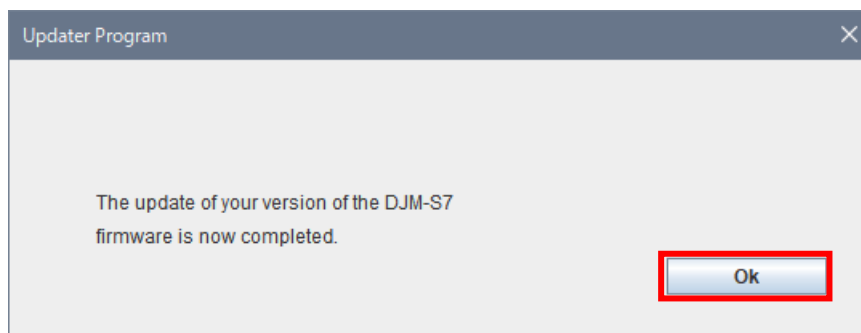 Updater Program
The update of your version of the DJM-S7
firmware is now completed.
Ok